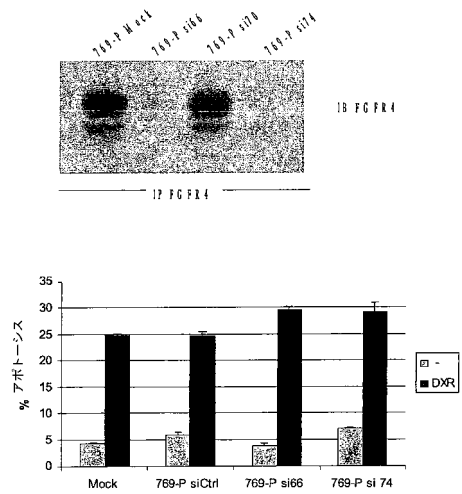 769-P Mock 769-P si66 769-P si70 769-P si74
IB FGFR4
IP FGFR4
35
30
25
20
15
10
5
0
% アポトーシス
-
DXR
Mock 769-P siCtrl 769-P si66 769-P si 74